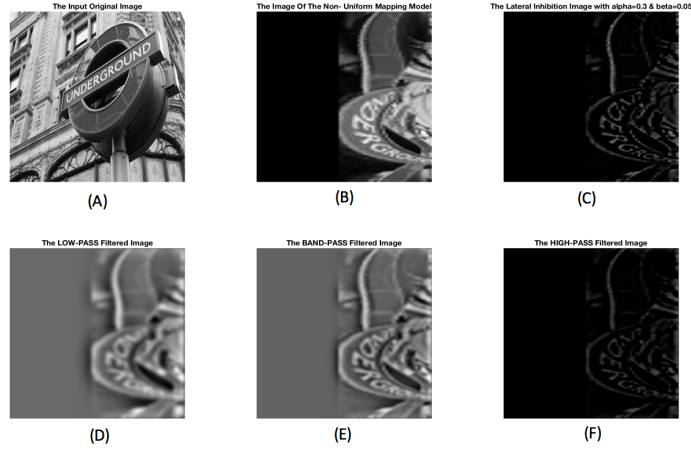 The Input Original Image
The Image Of The Non- Uniform Mapping Model
The Lateral Inhibition Image with alpha=0.3 & beta=0.05
UNDERGROUND
(A)
(B)
(C)
The LOW-PASS Filtered Image
The BAND-PASS Filtered Image
The HIGH-PASS Filtered Image
(D)
(E)
(F)